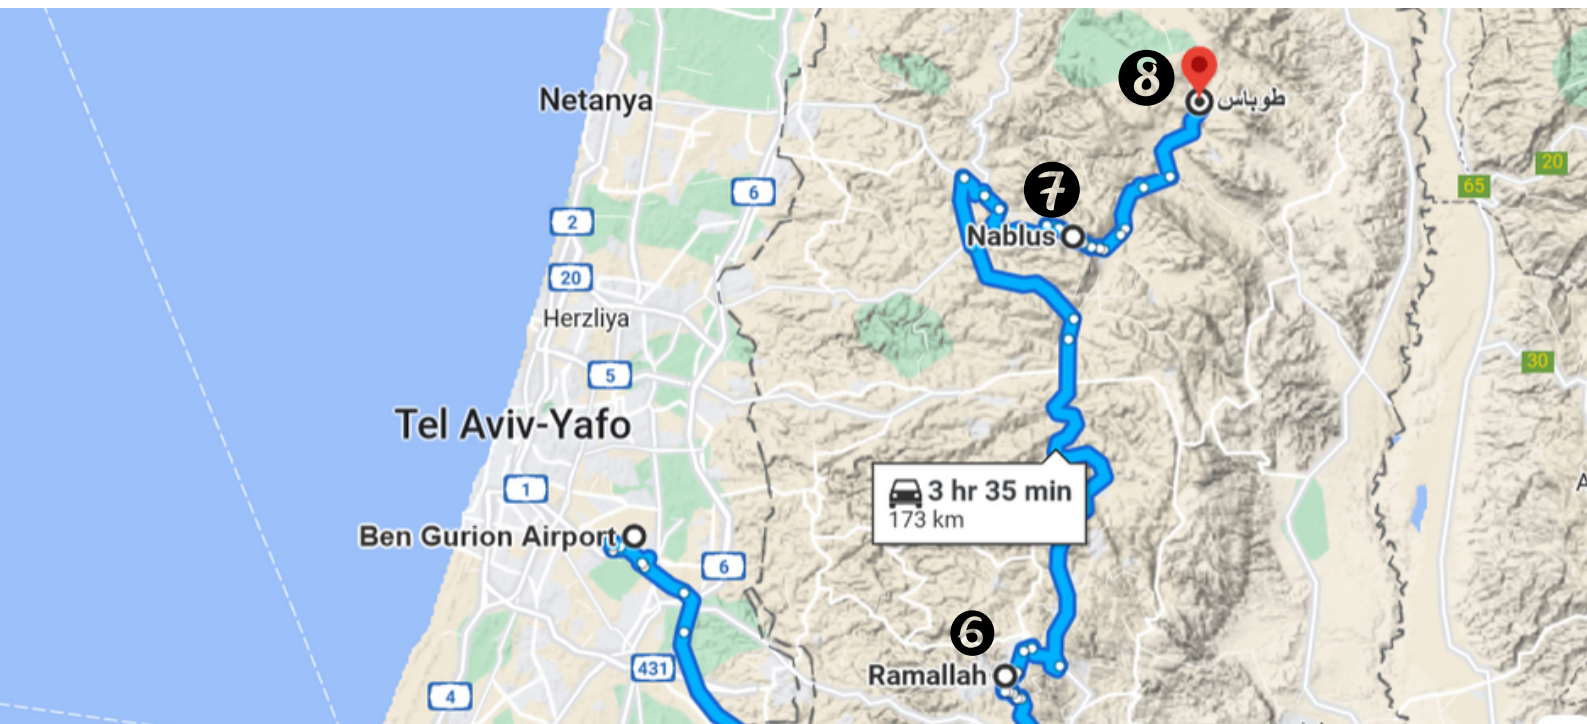 8
طوباس
Netanya
20
65
6
7
2
Nablus
20
Herzliya
30
5
Tel Aviv-Yafo
1
3 hr 35 min
173 km
Ben Gurion Airport
6
6
431
Ramallah
4